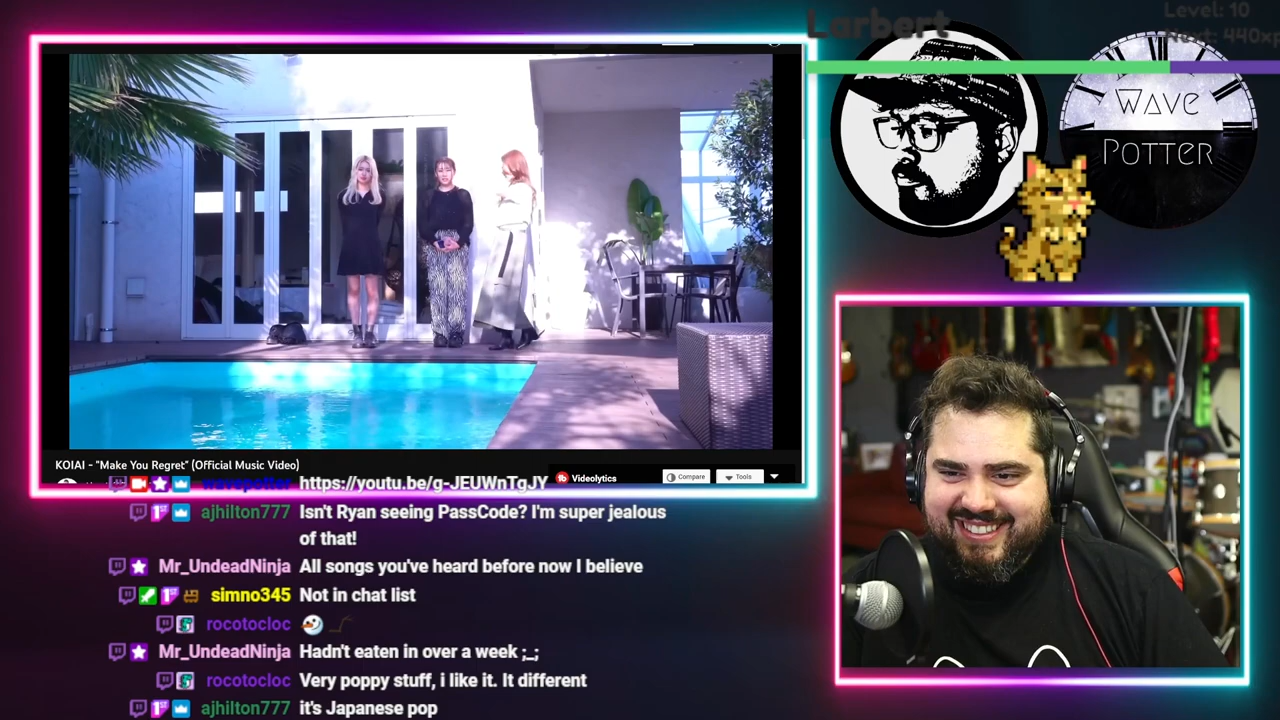 Larbert
Level: 10
Next: 440xp
WAVE
POTTER
KOIAI - "Make You Regret" (Official Music Video)
Videolytics
Compare
Tools
wavepotter https://youtu.be/g-JEUWnTgJY
ajhilton777 Isn't Ryan seeing PassCode? I'm super jealous
of that!
Mr_UndeadNinja All songs you've heard before now I believe
simno345 Not in chat list
rocotocloc
Mr_UndeadNinja Hadn't eaten in over a week ;_;
rocotocloc Very poppy stuff, i like it. It different
ajhilton777 it's Japanese pop